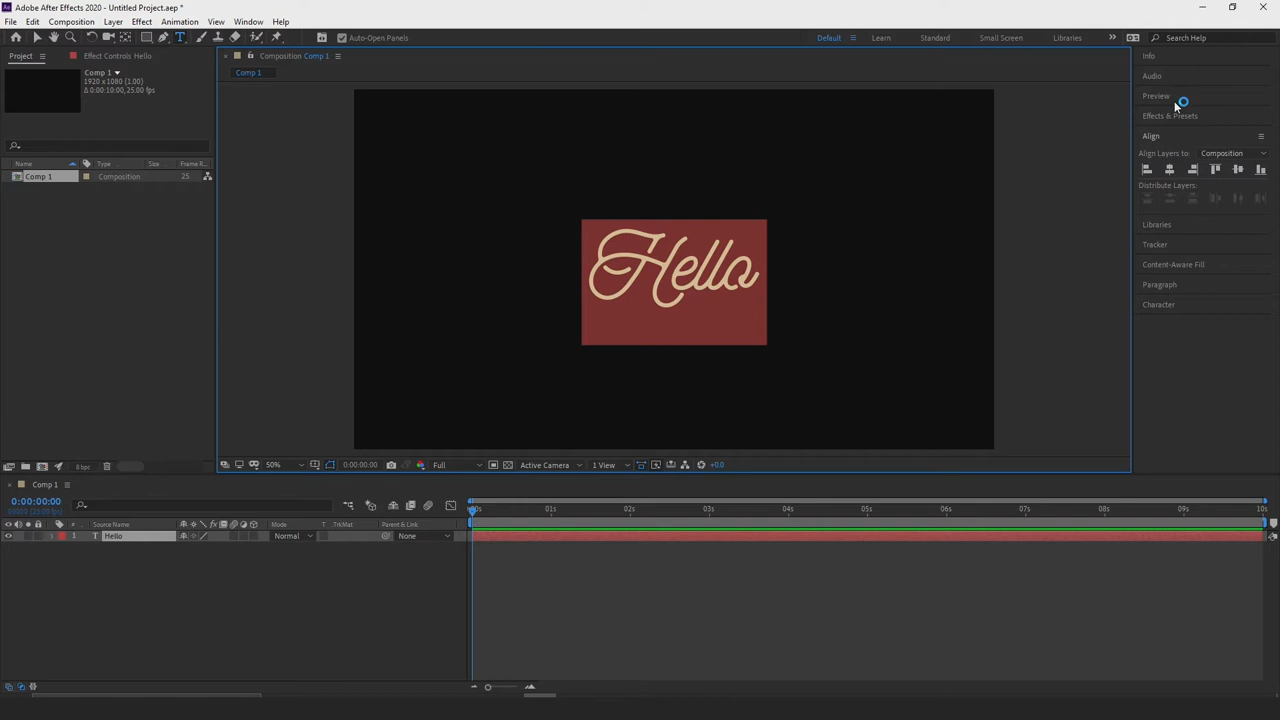 Adobe After Effects 2020 - Untitled Project.aep *
File Edit Composition Layer Effect Animation View Window Help
Auto-Open Panels
Default Learn Standard Small Screen Libraries Search Help
Project Effect Controls Hello
Comp 1
1920 x 1080 (1.00)
Δ 0:00:10:00, 25.00 fps
Name Type Size Frame R
Comp 1 Composition 25
8 bpc
Composition Comp 1
Comp 1
Hello
50% 0:00:00:00 Full Active Camera 1 View +0.0
Info
Audio
Preview
Effects & Presets
Align
Align Layers to: Composition
Distribute Layers:
Libraries
Tracker
Content-Aware Fill
Paragraph
Character
Comp 1
0:00:00:00
# Source Name Mode T .TrkMat Parent & Link
1 T Hello Normal None
00s 01s 02s 03s 04s 05s 06s 07s 08s 09s 10s